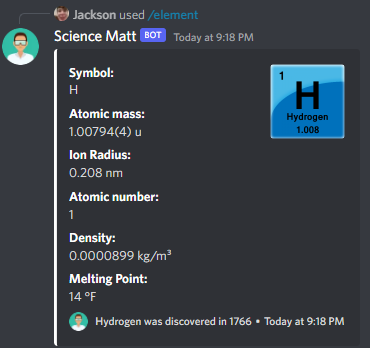 Jackson used /element
Science Matt BOT Today at 9:18 PM
Symbol:
H
Atomic mass:
1.00794(4) u
Ion Radius:
0.208 nm
Atomic number:
1
Density:
0.0000899 kg/m³
Melting Point:
14 °F
1
H
Hydrogen
1.008
Hydrogen was discovered in 1766 • Today at 9:18 PM